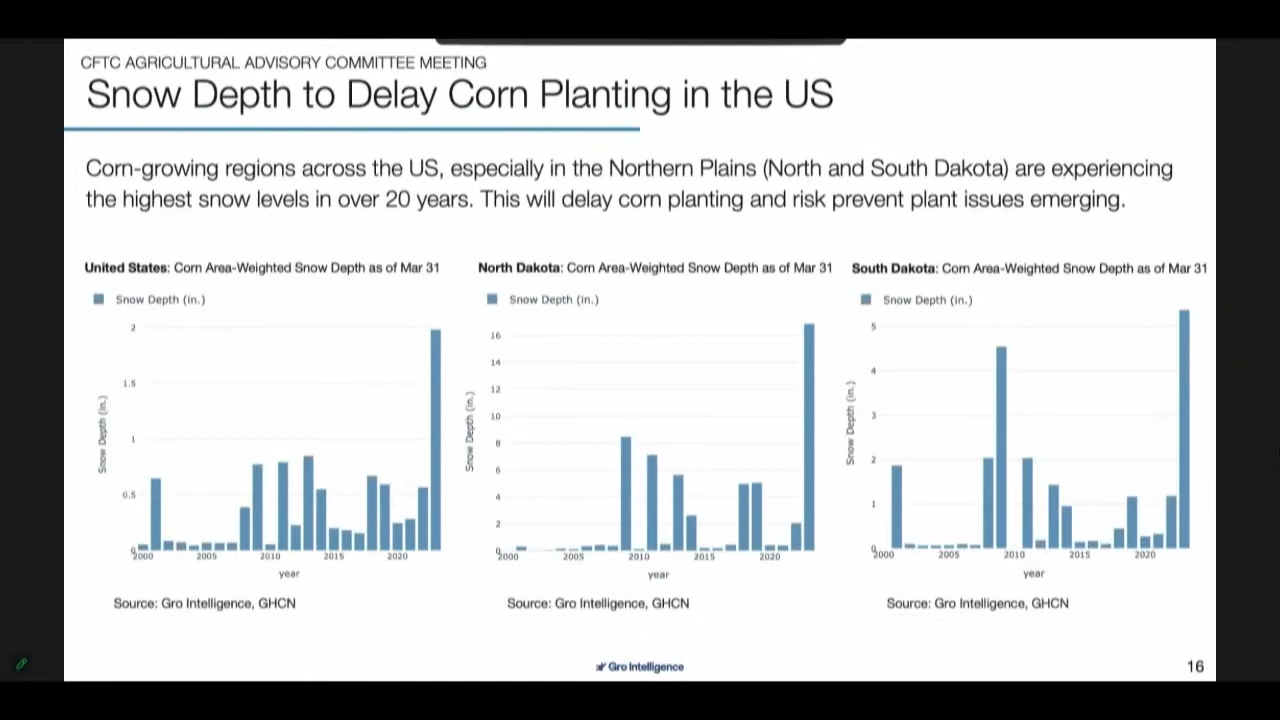 CFTC AGRICULTURAL ADVISORY COMMITTEE MEETING
Snow Depth to Delay Corn Planting in the US
Corn-growing regions across the US, especially in the Northern Plains (North and South Dakota) are experiencing
the highest snow levels in over 20 years. This will delay corn planting and risk prevent plant issues emerging.
United States: Corn Area-Weighted Snow Depth as of Mar 31
Snow Depth (in.)
Snow Depth (in.)
2
1.5
1
0.5
0
2000 2005 2010 2015 2020
year
Source: Gro Intelligence, GHCN
North Dakota: Corn Area-Weighted Snow Depth as of Mar 31
Snow Depth (in.)
Snow Depth (in.)
16
14
12
10
8
6
4
2
0
2000 2005 2010 2015 2020
year
Source: Gro Intelligence, GHCN
South Dakota: Corn Area-Weighted Snow Depth as of Mar 31
Snow Depth (in.)
Snow Depth (in.)
5
4
3
2
1
0
2000 2005 2010 2015 2020
year
Source: Gro Intelligence, GHCN
Gro Intelligence
16